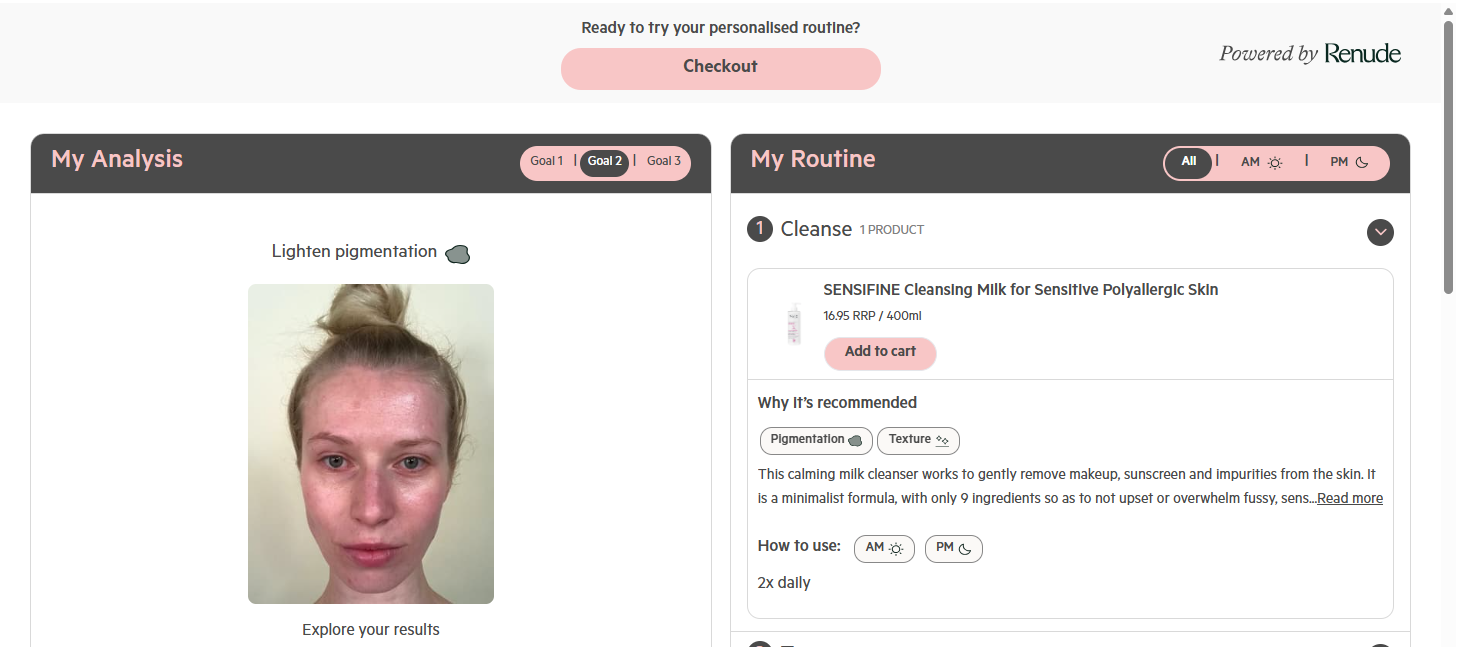 Ready to try your personalised routine?
Checkout
Powered by Renude
My Analysis
Goal 1 | Goal 2 | Goal 3
Lighten pigmentation
Explore your results
My Routine
All | AM | PM
1 Cleanse 1 PRODUCT
SENSIFINE Cleansing Milk for Sensitive Polyallergic Skin
16.95 RRP / 400ml
Add to cart
Why it's recommended
Pigmentation Texture
This calming milk cleanser works to gently remove makeup, sunscreen and impurities from the skin. It
is a minimalist formula, with only 9 ingredients so as to not upset or overwhelm fussy, sens...Read more
How to use: AM PM
2x daily